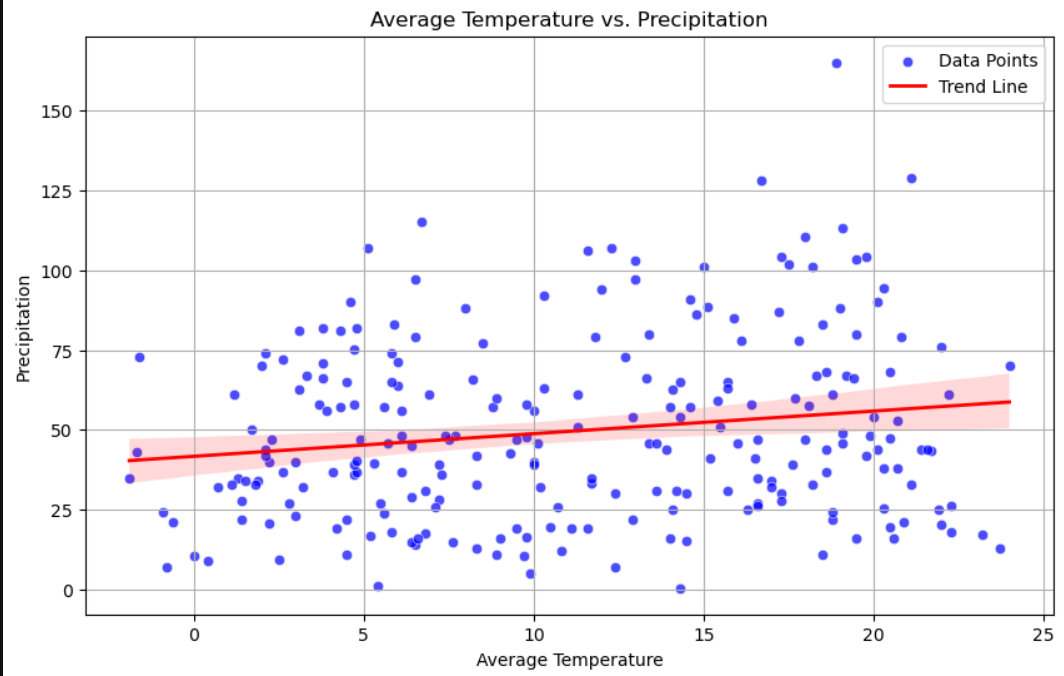 Average Temperature vs. Precipitation
Data Points
Trend Line
Precipitation
150
125
100
75
50
25
0
0 5 10 15 20 25
Average Temperature